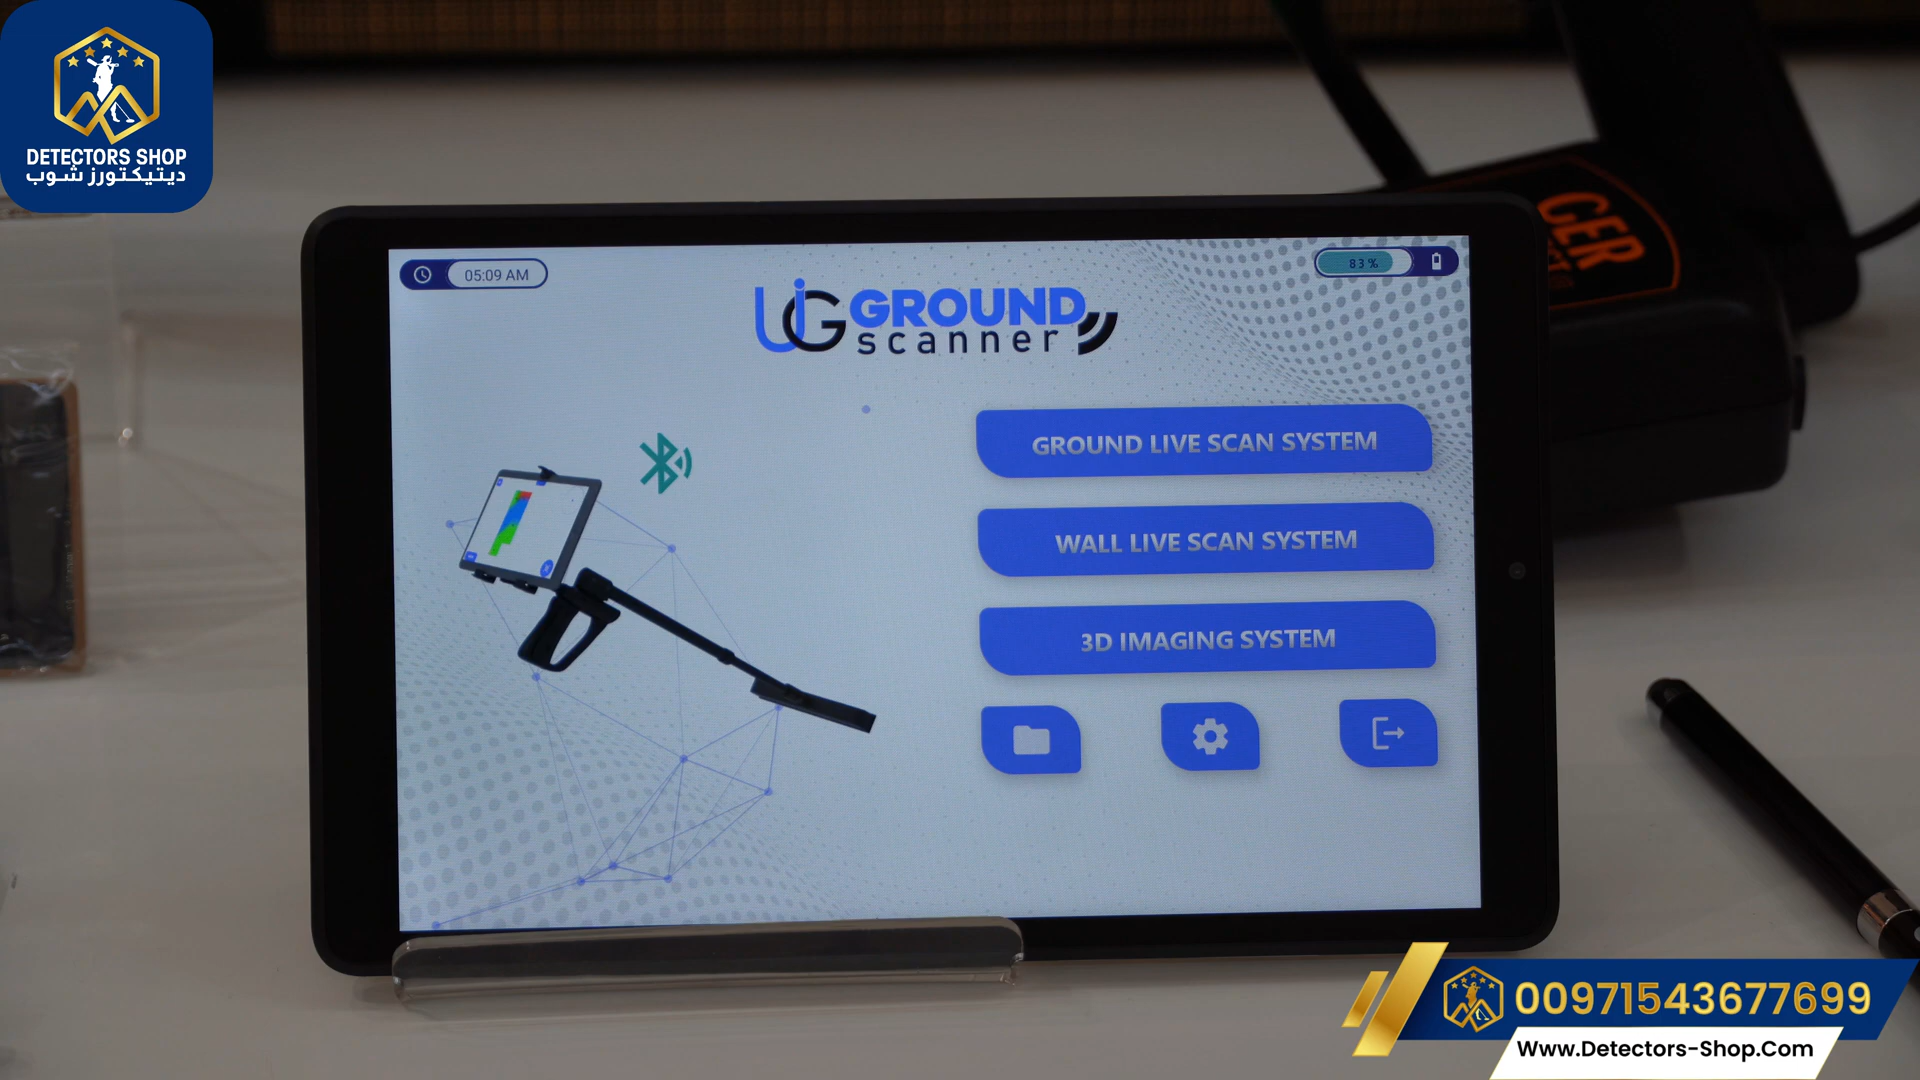 DETECTORS SHOP
ديتيكتورز شوب
05:09 AM
83%
UiG GROUND
scanner
GROUND LIVE SCAN SYSTEM
WALL LIVE SCAN SYSTEM
3D IMAGING SYSTEM
00971543677699
Www.Detectors-Shop.Com